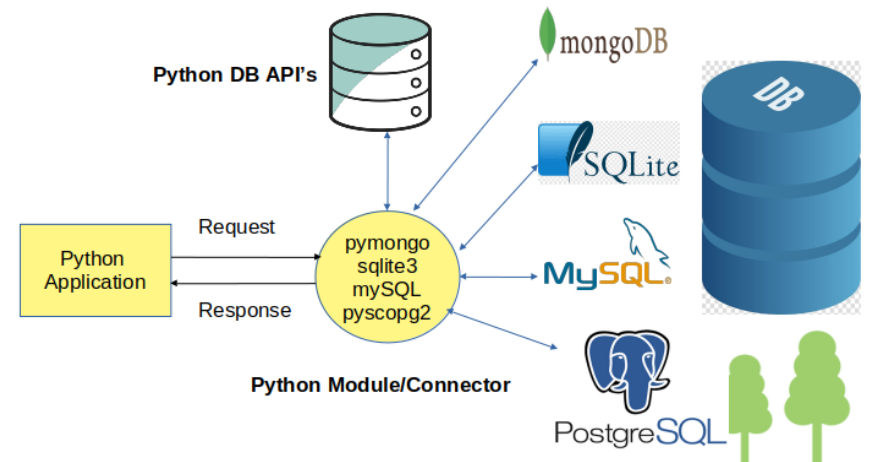 Python DB API's
mongoDB
DB
SQLite
Request
Python
Application
pymongo
sqlite3
mySQL
pyscopg2
MySQL®
Response
Python Module/Connector
PostgreSQL